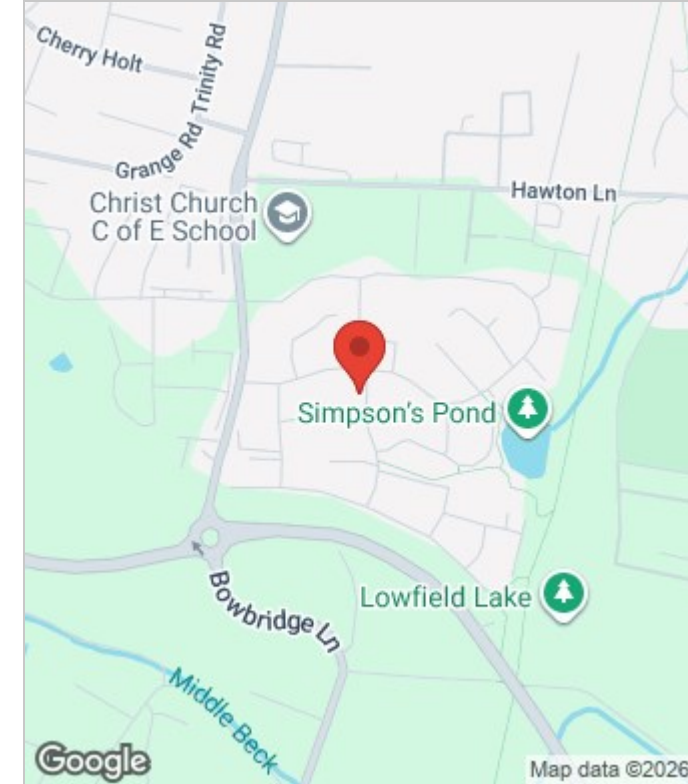 Cherry Holt
Trinity Rd
Grange Rd
Hawton Ln
Christ Church
C of E School
Simpson's Pond
Lowfield Lake
Bowbridge Ln
Middle Beck
Google
Map data ©2026